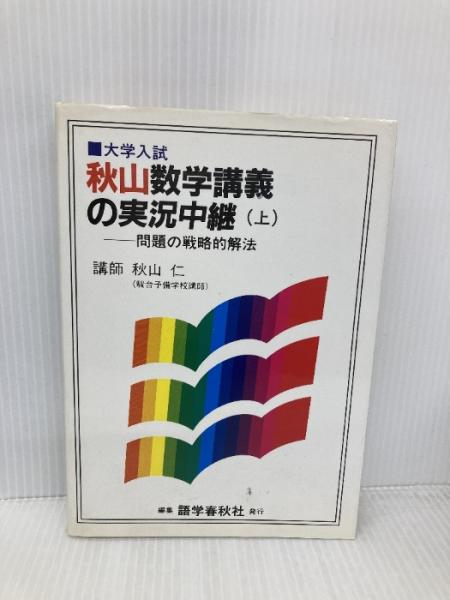 ■大学入試
秋山数学講義
の実況中継(上)
──問題の戦略的解法
講師 秋山 仁
(駿台予備学校講師)
編集 語学春秋社 発行